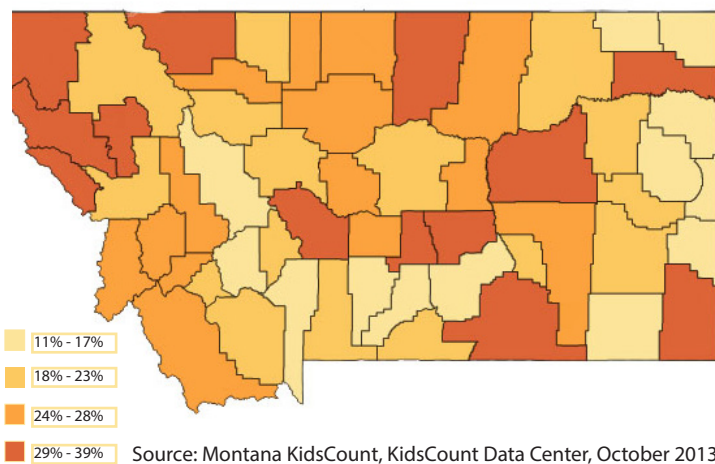 11% - 17%
18% - 23%
24% - 28%
29% - 39%
Source: Montana KidsCount, KidsCount Data Center, October 2013